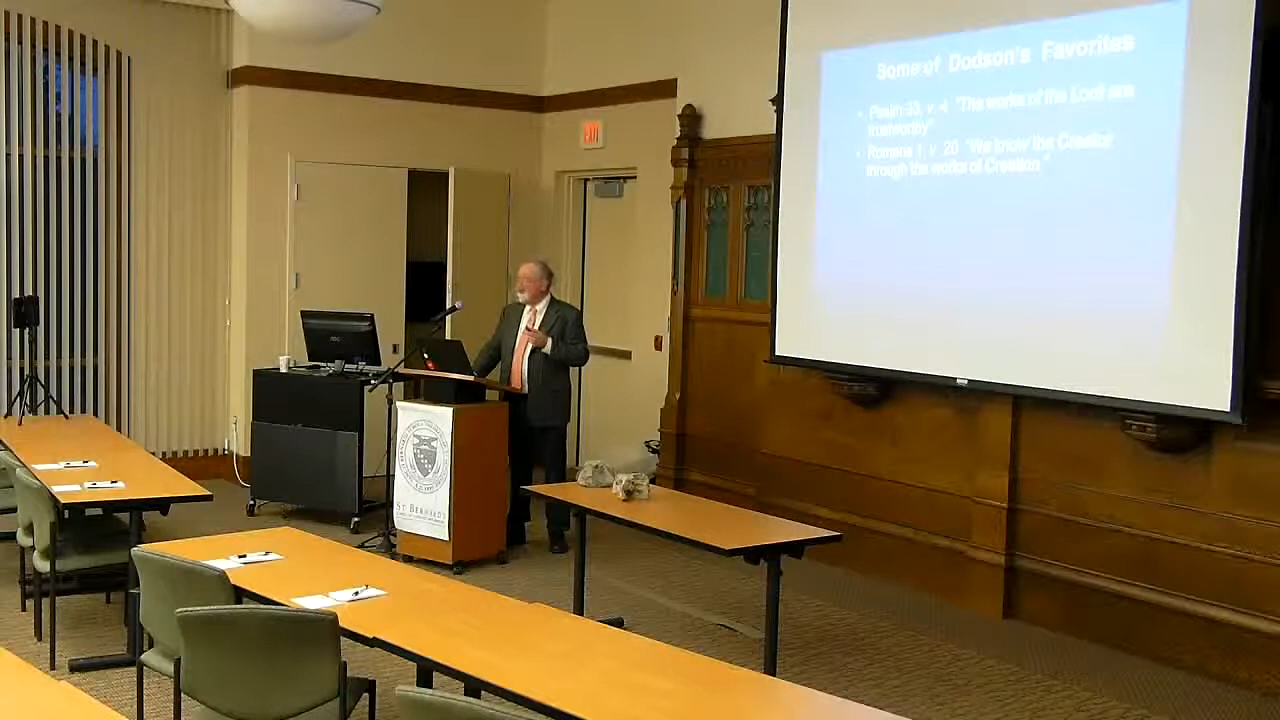 Some of Dodson's Favorites
• Psalm 33, v. 4 "The works of the Lord are
trustworthy"
• Romans 1, v. 20 "We know the Creator
through the works of Creation"
EXIT
AOC
ST. BERNARD'S